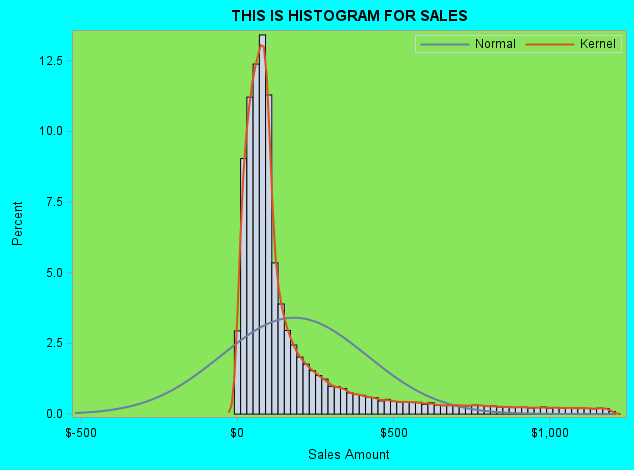 THIS IS HISTOGRAM FOR SALES
Normal
Kernel
12.5
10.0
7.5
5.0
2.5
0.0
Percent
$-500
$0
$500
$1,000
Sales Amount